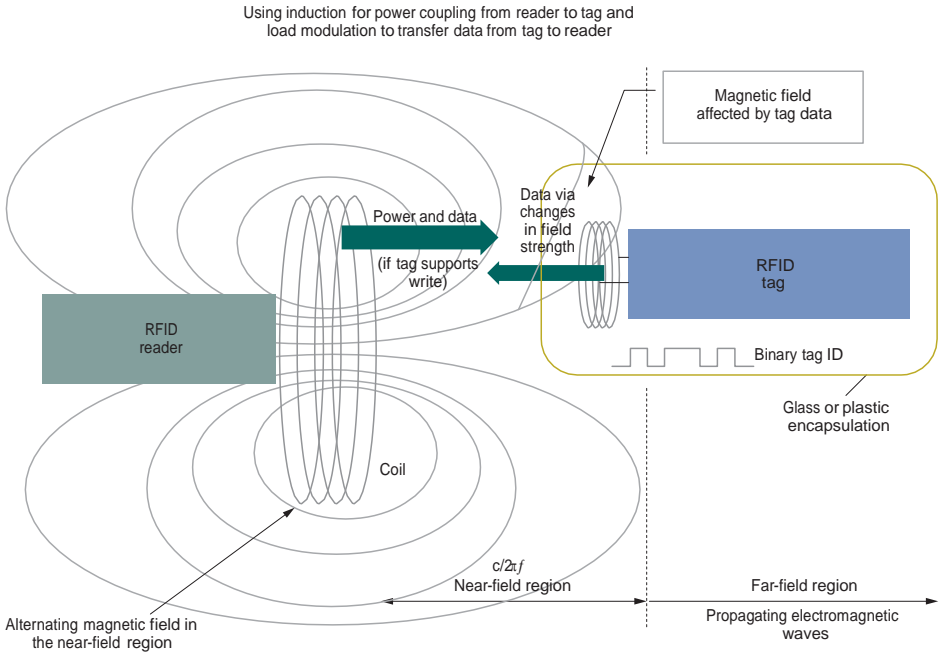 Using induction for power coupling from reader to tag and
load modulation to transfer data from tag to reader
Magnetic field
affected by tag data
Power and data
(if tag supports
write)
Data via
changes
in field
strength
RFID
tag
RFID
reader
Binary tag ID
Glass or plastic
encapsulation
Coil
c/2πƒ
Near-field region
Far-field region
Propagating electromagnetic
waves
Alternating magnetic field in
the near-field region